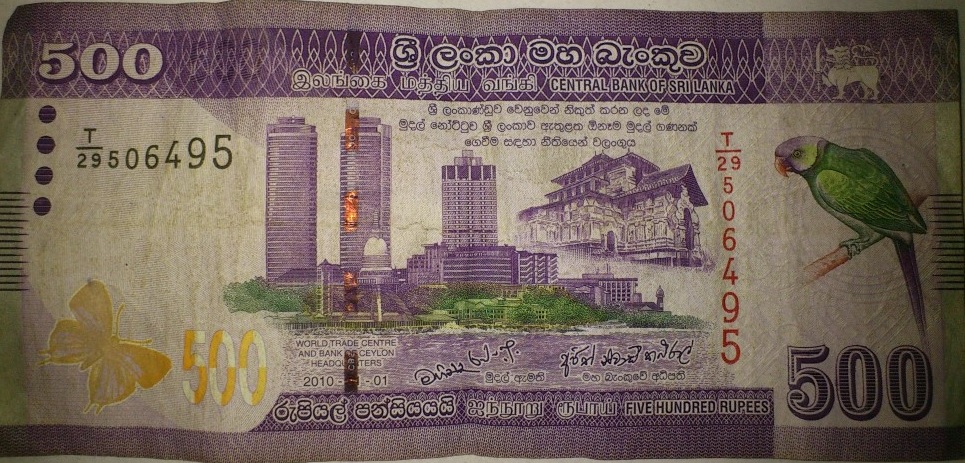 500
ශ්‍රී ලංකා මහ බැංකුව
இலங்கை மத்திய வங்கி CENTRAL BANK OF SRI LANKA
ශ්‍රී ලංකාණ්ඩුව වෙනුවෙන් නිකුත් කරන ලද මේ
මුදල් නෝට්ටුව ශ්‍රී ලංකාව ඇතුළත ඕනෑම මුදල් ගණනක්
ගෙවීම සඳහා නීතියෙන් වලංගුය
T/29 506495
T/29 506495
WORLD TRADE CENTRE
AND BANK OF CEYLON
HEADQUARTERS
2010- -01
මුදල් ඇමති
මහ බැංකුවේ අධිපති
500
500
රුපියල් පන්සියයයි ஐந்நூறு ரூபாய் FIVE HUNDRED RUPEES